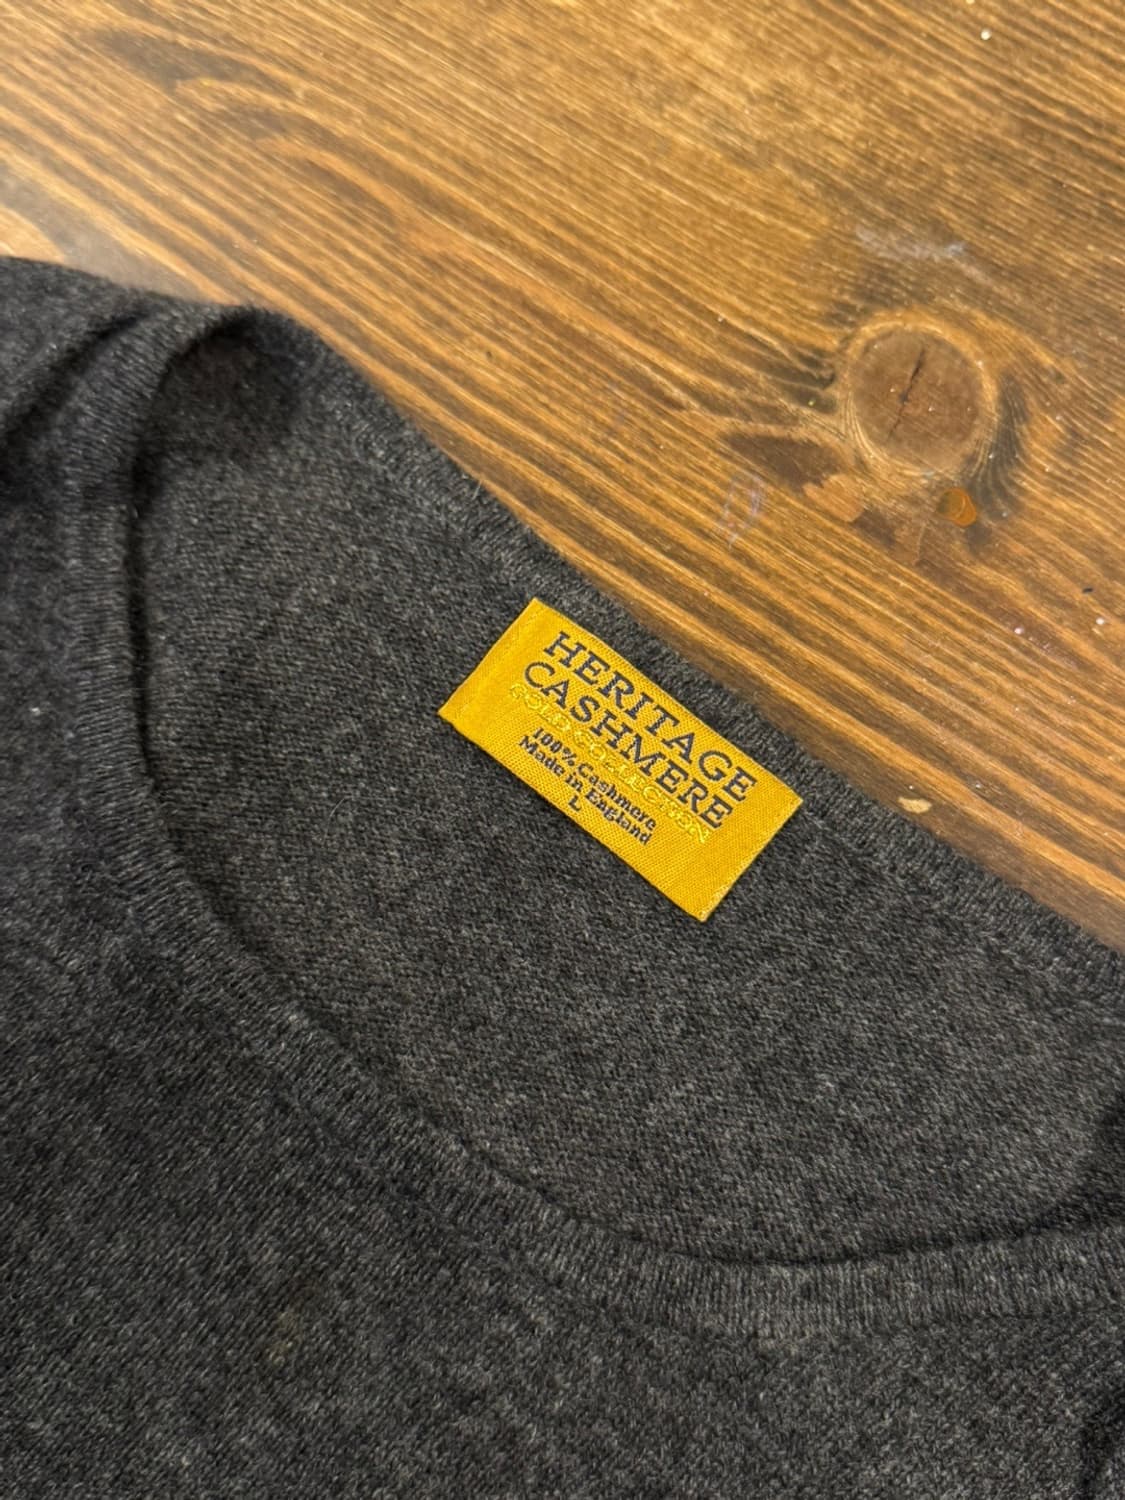 HERITAGE
CASHMERE
GOLD COLLECTION
100% Cashmere
Made in England
L